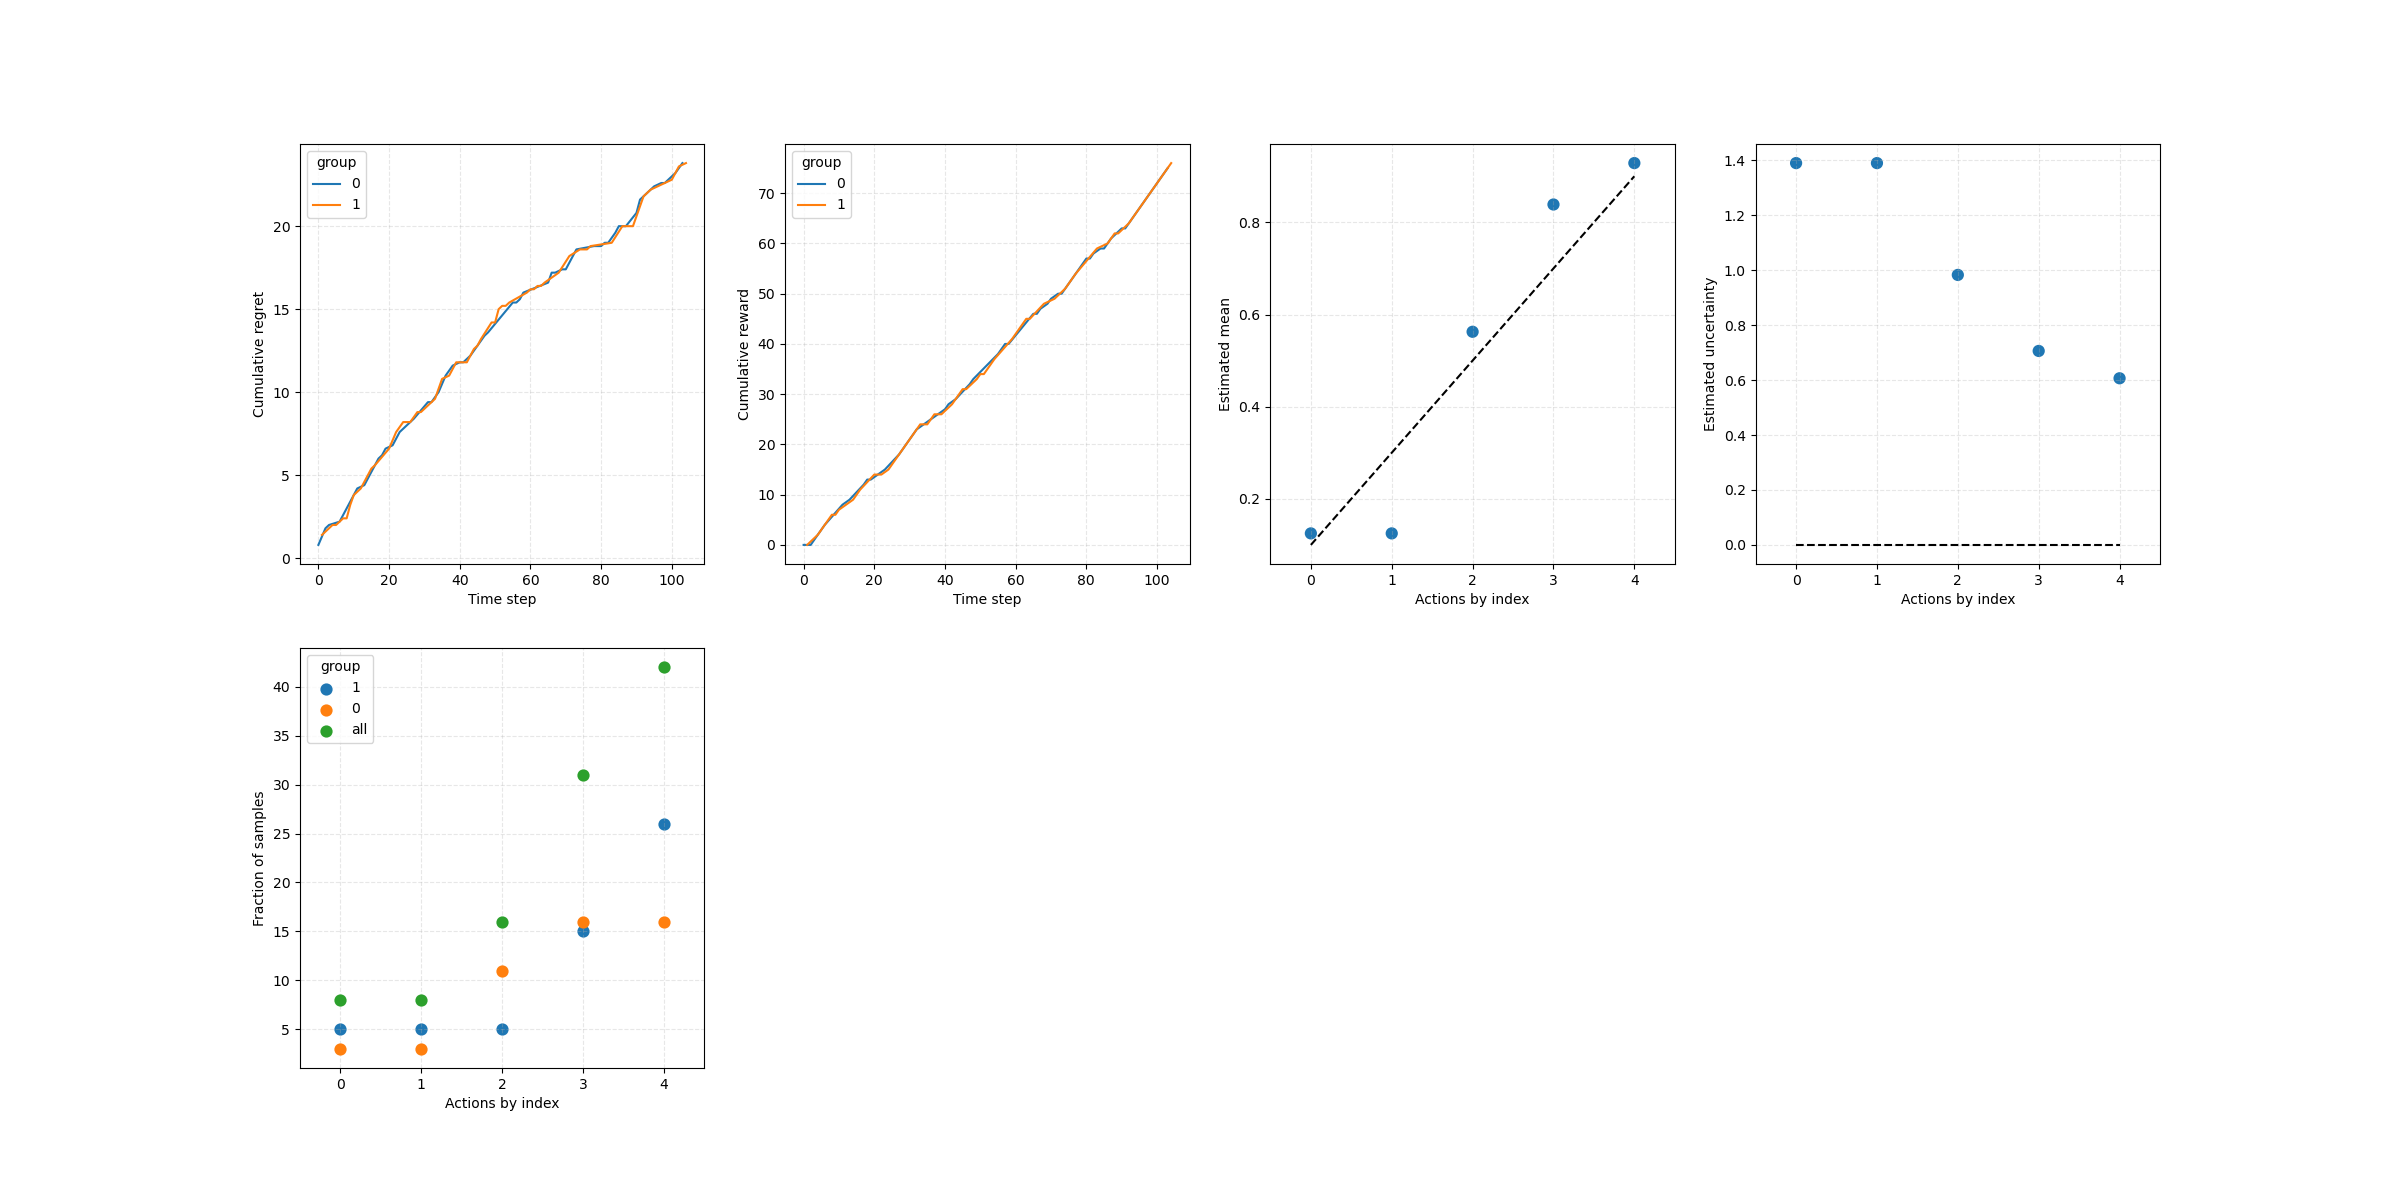 group
0
1
Cumulative regret
20
15
10
5
0
0 20 40 60 80 100
Time step
group
0
1
Cumulative reward
70
60
50
40
30
20
10
0
0 20 40 60 80 100
Time step
Estimated mean
0.8
0.6
0.4
0.2
0 1 2 3 4
Actions by index
Estimated uncertainty
1.4
1.2
1.0
0.8
0.6
0.4
0.2
0.0
0 1 2 3 4
Actions by index
group
1
0
all
Fraction of samples
40
35
30
25
20
15
10
5
0 1 2 3 4
Actions by index